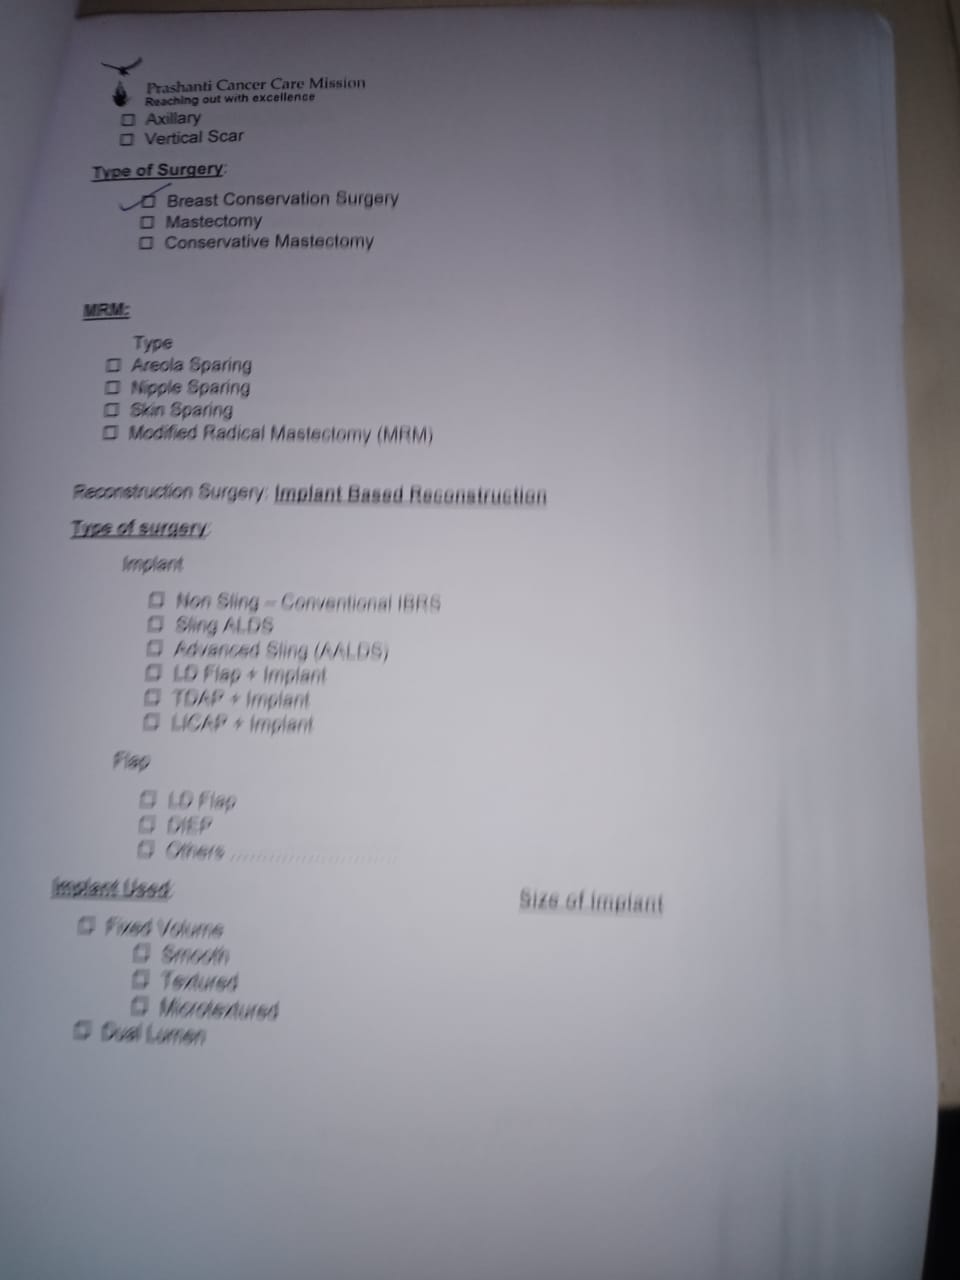 Prashanti Cancer Care Mission
Reaching out with excellence
☐ Axillary
☐ Vertical Scar
Type of Surgery:
☑ Breast Conservation Surgery
☐ Mastectomy
☐ Conservative Mastectomy
MRM:
Type
☐ Areola Sparing
☐ Nipple Sparing
☐ Skin Sparing
☐ Modified Radical Mastectomy (MRM)
Reconstruction Surgery: Implant Based Reconstruction
Type of surgery:
Implant
☐ Non Sling – Conventional IBRS
☐ Sling ALDS
☐ Advanced Sling (AALDS)
☐ LD Flap + Implant
☐ TDAP + Implant
☐ LICAP + Implant
Flap
☐ LD Flap
☐ DIEP
☐ Others ............................
Implant Used Size of Implant
☐ Fixed Volume
☐ Smooth
☐ Textured
☐ Microtextured
☐ Dual Lumen